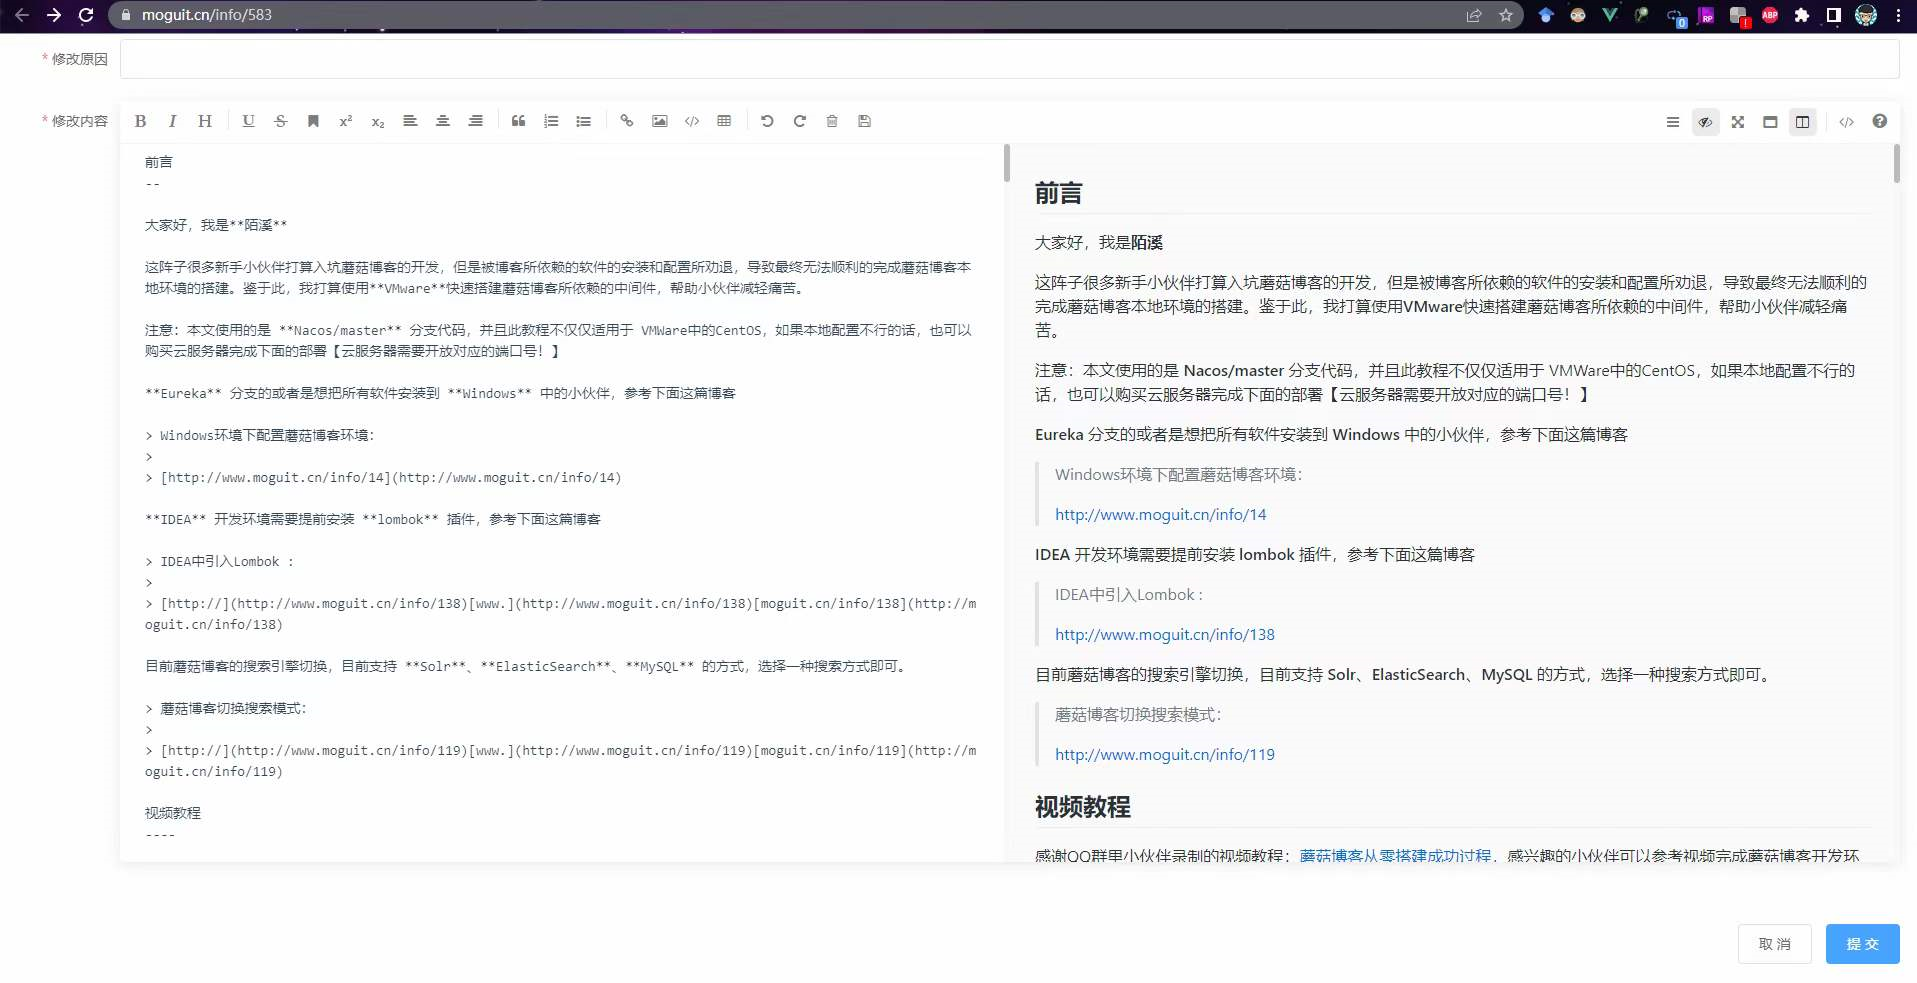 moguit.cn/info/583
* 修改原因
* 修改内容
B I H U S x² x₂
前言
--
大家好，我是**陌溪**
这阵子很多新手小伙伴打算入坑蘑菇博客的开发，但是被博客所依赖的软件的安装和配置所劝退，导致最终无法顺利的完成蘑菇博客本
地环境的搭建。鉴于此，我打算使用**VMware**快速搭建蘑菇博客所依赖的中间件，帮助小伙伴减轻痛苦。
注意：本文使用的是 **Nacos/master** 分支代码，并且此教程不仅仅适用于 VMWare中的CentOS，如果本地配置不行的话，也可以
购买云服务器完成下面的部署【云服务器需要开放对应的端口号！】
**Eureka** 分支的或者是想把所有软件安装到 **Windows** 中的小伙伴，参考下面这篇博客
> Windows环境下配置蘑菇博客环境：
>
> [http://www.moguit.cn/info/14](http://www.moguit.cn/info/14)
**IDEA** 开发环境需要提前安装 **lombok** 插件，参考下面这篇博客
> IDEA中引入Lombok :
>
> [http://](http://www.moguit.cn/info/138)[www.](http://www.moguit.cn/info/138)[moguit.cn/info/138](http://m
oguit.cn/info/138)
目前蘑菇博客的搜索引擎切换，目前支持 **Solr**、**ElasticSearch**、**MySQL** 的方式，选择一种搜索方式即可。
> 蘑菇博客切换搜索模式：
>
> [http://](http://www.moguit.cn/info/119)[www.](http://www.moguit.cn/info/119)[moguit.cn/info/119](http://m
oguit.cn/info/119)
视频教程
----
前言
大家好，我是陌溪
这阵子很多新手小伙伴打算入坑蘑菇博客的开发，但是被博客所依赖的软件的安装和配置所劝退，导致最终无法顺利的
完成蘑菇博客本地环境的搭建。鉴于此，我打算使用VMware快速搭建蘑菇博客所依赖的中间件，帮助小伙伴减轻痛
苦。
注意：本文使用的是 Nacos/master 分支代码，并且此教程不仅仅适用于 VMWare中的CentOS，如果本地配置不行的
话，也可以购买云服务器完成下面的部署【云服务器需要开放对应的端口号！】
Eureka 分支的或者是想把所有软件安装到 Windows 中的小伙伴，参考下面这篇博客
Windows环境下配置蘑菇博客环境：
http://www.moguit.cn/info/14
IDEA 开发环境需要提前安装 lombok 插件，参考下面这篇博客
IDEA中引入Lombok :
http://www.moguit.cn/info/138
目前蘑菇博客的搜索引擎切换，目前支持 Solr、ElasticSearch、MySQL 的方式，选择一种搜索方式即可。
蘑菇博客切换搜索模式：
http://www.moguit.cn/info/119
视频教程
感谢QQ群里小伙伴录制的视频教程：蘑菇博客从零搭建成功过程，感兴趣的小伙伴可以参考视频完成蘑菇博客开发环
取 消
提 交